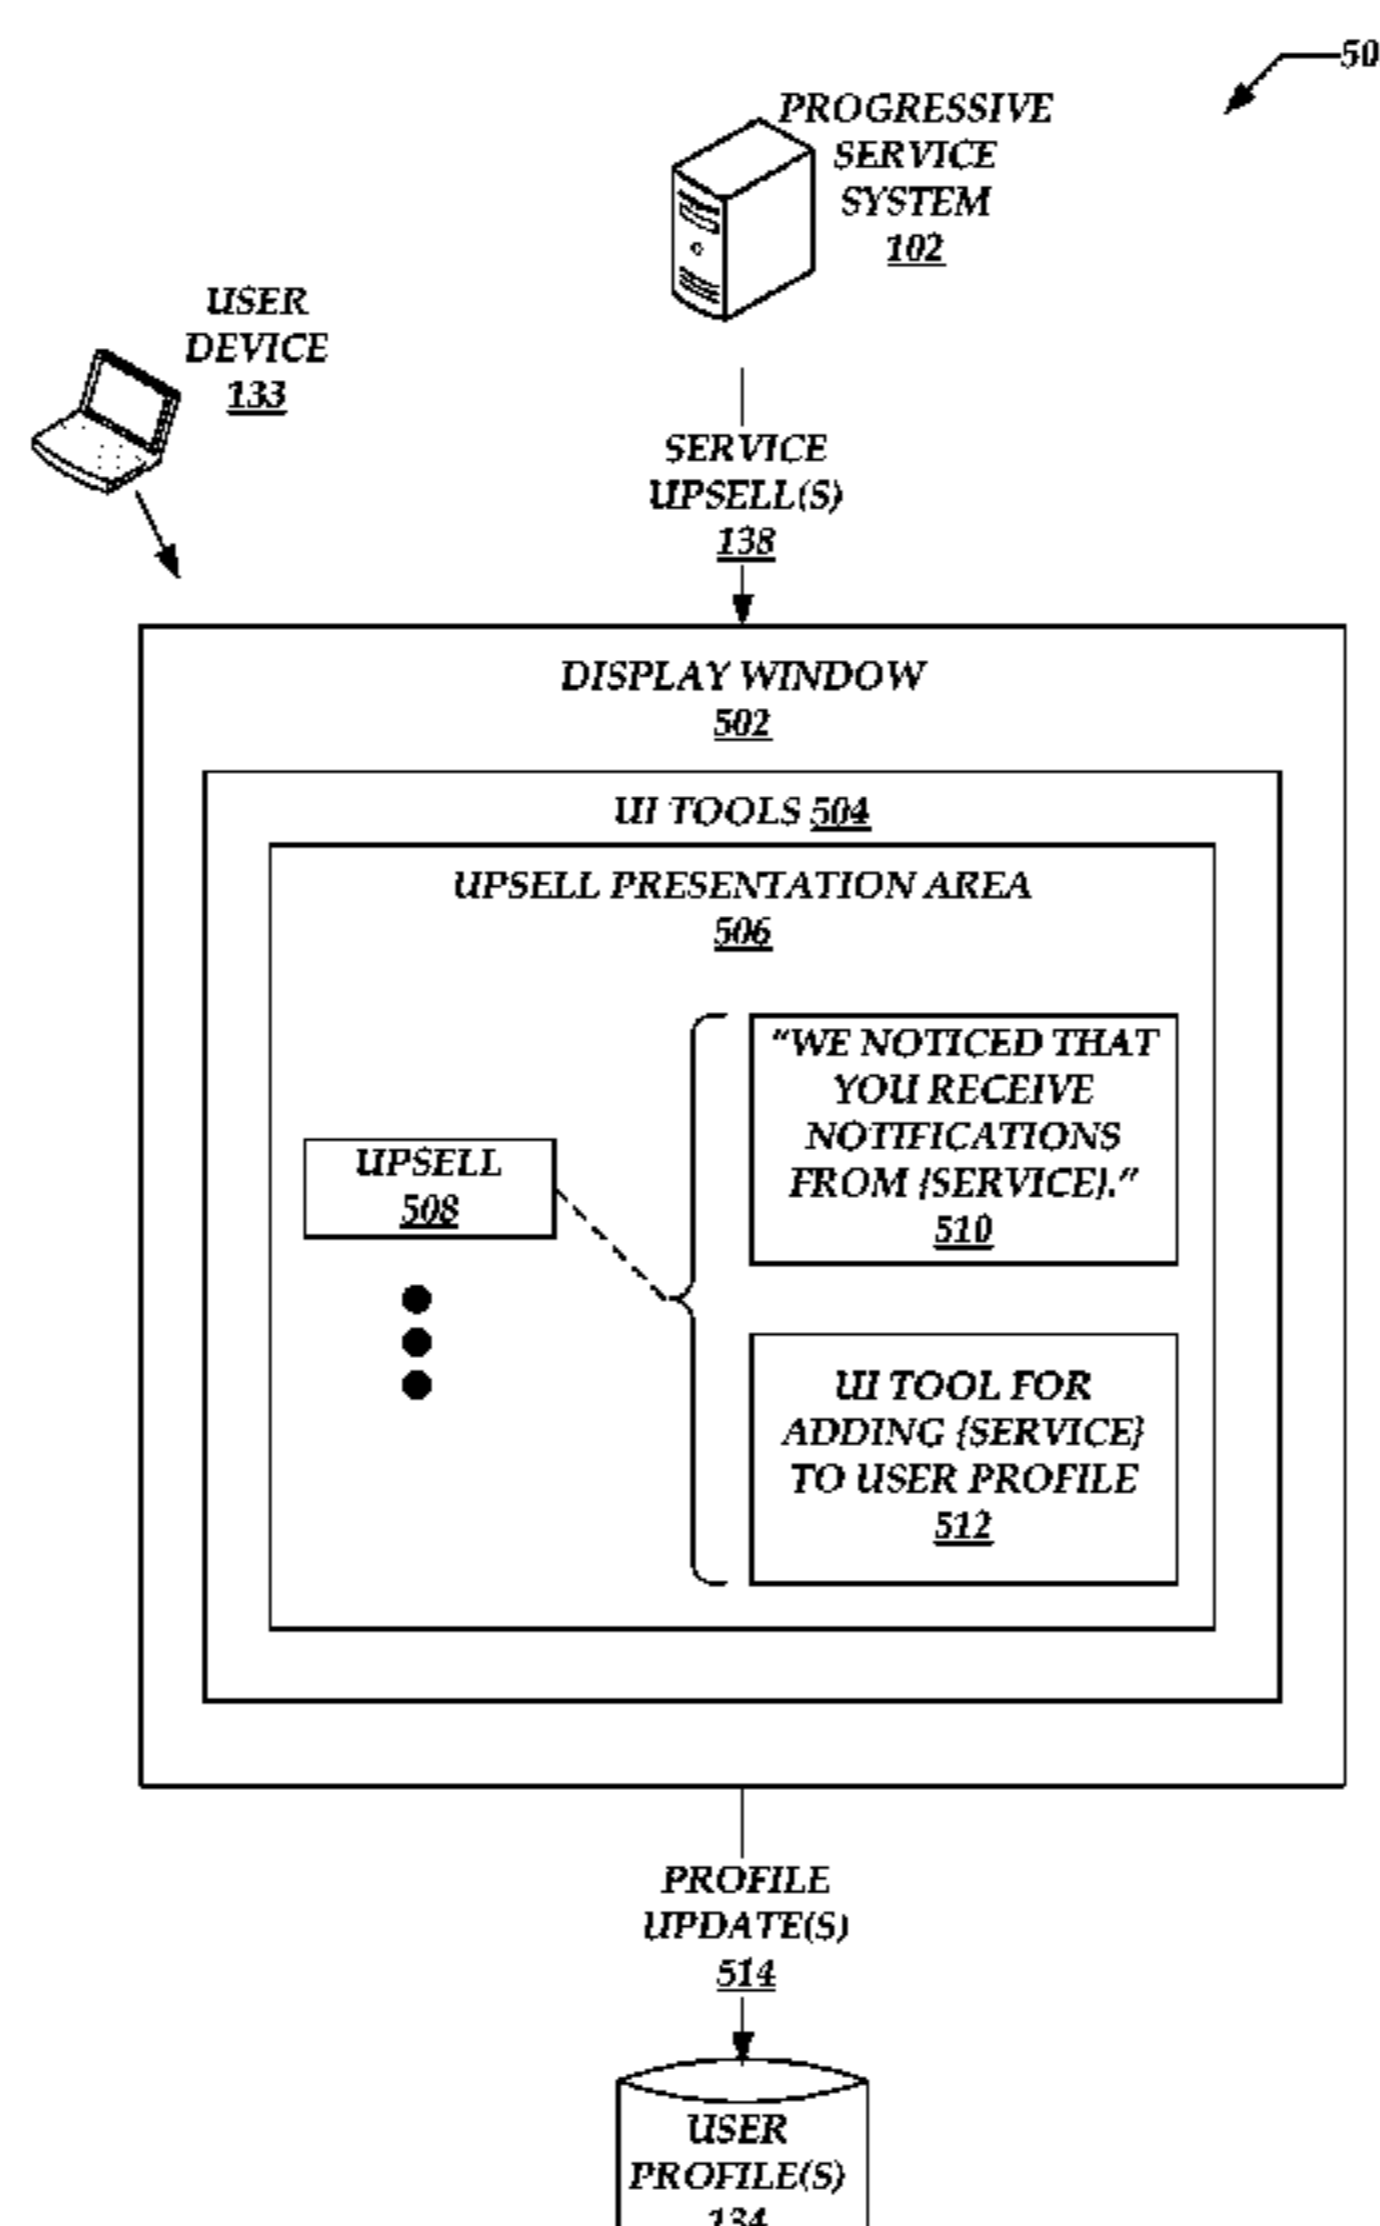 50
PROGRESSIVE
SERVICE
SYSTEM
102
USER
DEVICE
133
SERVICE
UPSELL(S)
138
DISPLAY WINDOW
502
UI TOOLS 504
UPSELL PRESENTATION AREA
506
"WE NOTICED THAT
YOU RECEIVE
NOTIFICATIONS
FROM {SERVICE}."
510
UPSELL
508
UI TOOL FOR
ADDING {SERVICE}
TO USER PROFILE
512
PROFILE
UPDATE(S)
514
USER
PROFILE(S)
134